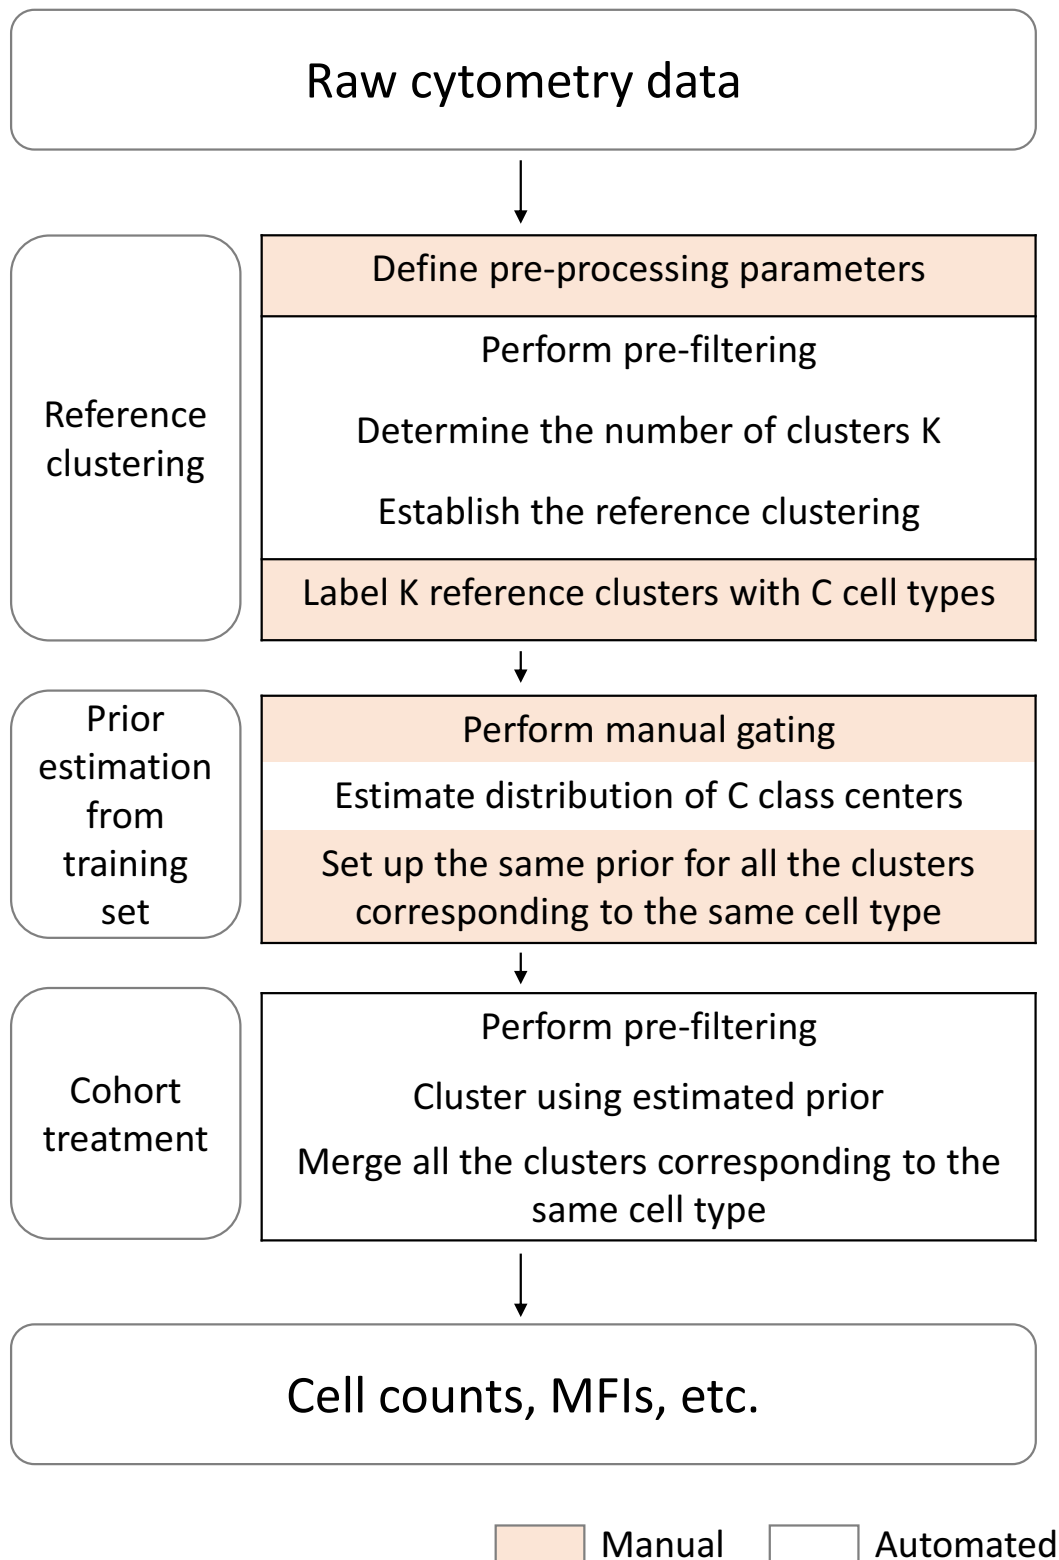 Raw cytometry data
Define pre-processing parameters
Perform pre-filtering
Determine the number of clusters K
Establish the reference clustering
Label K reference clusters with C cell types
Reference
clustering
Perform manual gating
Estimate distribution of C class centers
Set up the same prior for all the clusters
corresponding to the same cell type
Prior
estimation
from
training
set
Perform pre-filtering
Cluster using estimated prior
Merge all the clusters corresponding to the
same cell type
Cohort
treatment
Cell counts, MFIs, etc.
Manual
Automated